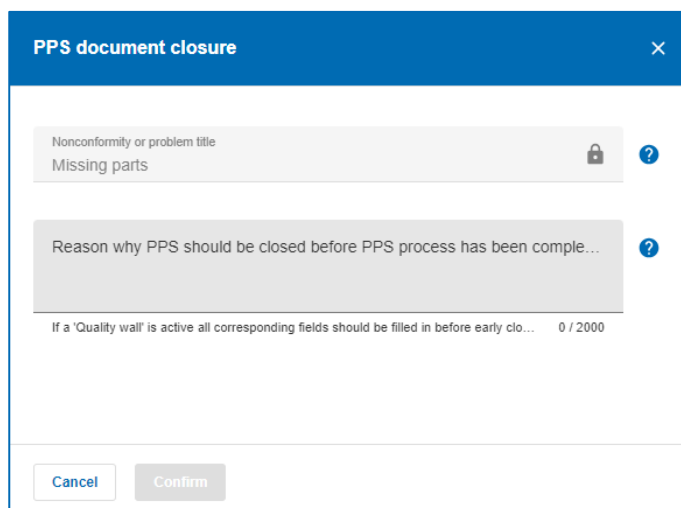 PPS document closure
Nonconformity or problem title
Missing parts
Reason why PPS should be closed before PPS process has been comple...
If a 'Quality wall' is active all corresponding fields should be filled in before early clo... 0 / 2000
Cancel Confirm